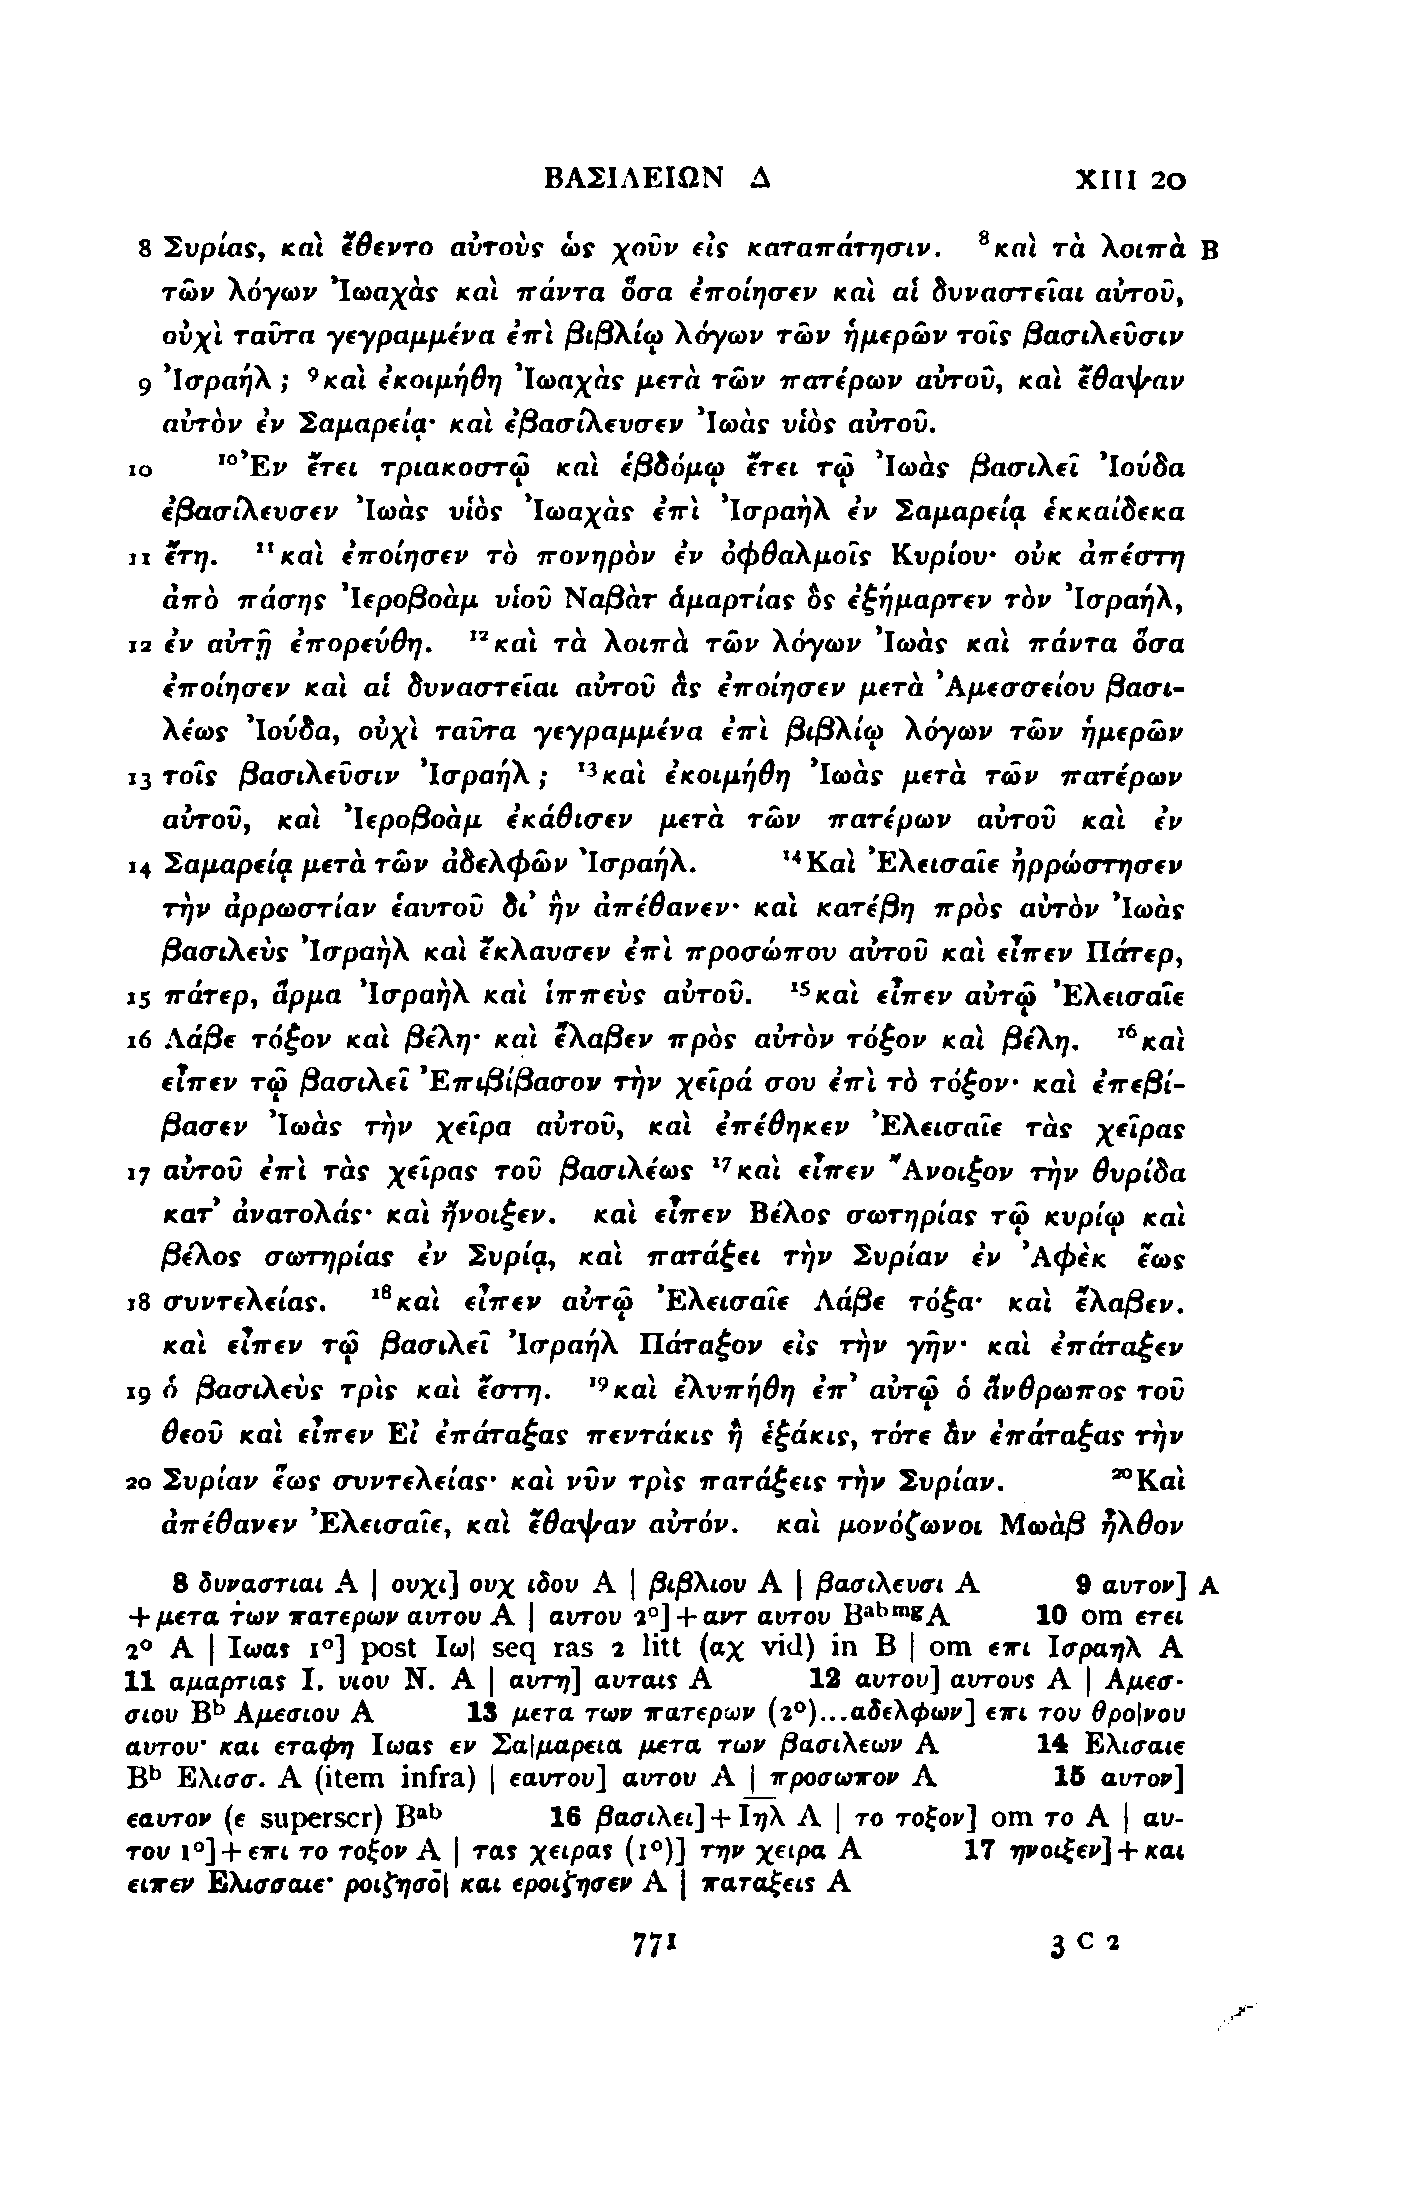 ΒΑΣΙΛΕΙΩΝ Δ XIII 20
8 Συρίας, καὶ ἔθεντο αὐτοὺς ὡς χοῦν εἰς καταπάτησιν. ⁸καὶ τὰ λοιπὰ B
τῶν λόγων Ἰωαχὰς καὶ πάντα ὅσα ἐποίησεν καὶ αἱ δυναστεῖαι αὐτοῦ,
οὐχὶ ταῦτα γεγραμμένα ἐπὶ βιβλίῳ λόγων τῶν ἡμερῶν τοῖς βασιλεῦσιν
9 Ἰσραήλ; ⁹καὶ ἐκοιμήθη Ἰωαχὰς μετὰ τῶν πατέρων αὐτοῦ, καὶ ἔθαψαν
αὐτὸν ἐν Σαμαρείᾳ· καὶ ἐβασίλευσεν Ἰωὰς υἱὸς αὐτοῦ.
10 ¹⁰Ἐν ἔτει τριακοστῷ καὶ ἑβδόμῳ ἔτει τῷ Ἰωὰς βασιλεῖ Ἰούδα
ἐβασίλευσεν Ἰωὰς υἱὸς Ἰωαχὰς ἐπὶ Ἰσραὴλ ἐν Σαμαρείᾳ ἑκκαίδεκα
11 ἔτη. ¹¹καὶ ἐποίησεν τὸ πονηρὸν ἐν ὀφθαλμοῖς Κυρίου· οὐκ ἀπέστη
ἀπὸ πάσης Ἰεροβοὰμ υἱοῦ Ναβὰτ ἁμαρτίας ὃς ἐξήμαρτεν τὸν Ἰσραήλ,
12 ἐν αὐτῇ ἐπορεύθη. ¹²καὶ τὰ λοιπὰ τῶν λόγων Ἰωὰς καὶ πάντα ὅσα
ἐποίησεν καὶ αἱ δυναστεῖαι αὐτοῦ ἃς ἐποίησεν μετὰ Ἀμεσσείου βασι-
λέως Ἰούδα, οὐχὶ ταῦτα γεγραμμένα ἐπὶ βιβλίῳ λόγων τῶν ἡμερῶν
13 τοῖς βασιλεῦσιν Ἰσραήλ; ¹³καὶ ἐκοιμήθη Ἰωὰς μετὰ τῶν πατέρων
αὐτοῦ, καὶ Ἰεροβοὰμ ἐκάθισεν μετὰ τῶν πατέρων αὐτοῦ καὶ ἐν
14 Σαμαρείᾳ μετὰ τῶν ἀδελφῶν Ἰσραήλ. ¹⁴Καὶ Ἐλεισαῖε ἠρρώστησεν
τὴν ἀρρωστίαν ἑαυτοῦ δι’ ἣν ἀπέθανεν· καὶ κατέβη πρὸς αὐτὸν Ἰωὰς
βασιλεὺς Ἰσραὴλ καὶ ἔκλαυσεν ἐπὶ προσώπου αὐτοῦ καὶ εἶπεν Πάτερ,
15 πάτερ, ἅρμα Ἰσραὴλ καὶ ἱππεὺς αὐτοῦ. ¹⁵καὶ εἶπεν αὐτῷ Ἐλεισαῖε
16 Λάβε τόξον καὶ βέλη· καὶ ἔλαβεν πρὸς αὐτὸν τόξον καὶ βέλη. ¹⁶καὶ
εἶπεν τῷ βασιλεῖ Ἐπιβίβασον τὴν χεῖρά σου ἐπὶ τὸ τόξον· καὶ ἐπεβί-
βασεν Ἰωὰς τὴν χεῖρα αὐτοῦ, καὶ ἐπέθηκεν Ἐλεισαῖε τὰς χεῖρας
17 αὐτοῦ ἐπὶ τὰς χεῖρας τοῦ βασιλέως ¹⁷καὶ εἶπεν Ἄνοιξον τὴν θυρίδα
κατ’ ἀνατολάς· καὶ ἤνοιξεν. καὶ εἶπεν Βέλος σωτηρίας τῷ κυρίῳ καὶ
βέλος σωτηρίας ἐν Συρίᾳ, καὶ πατάξει τὴν Συρίαν ἐν Ἀφὲκ ἕως
18 συντελείας. ¹⁸καὶ εἶπεν αὐτῷ Ἐλεισαῖε Λάβε τόξα· καὶ ἔλαβεν.
καὶ εἶπεν τῷ βασιλεῖ Ἰσραήλ Πάταξον εἰς τὴν γῆν· καὶ ἐπάταξεν
19 ὁ βασιλεὺς τρὶς καὶ ἔστη. ¹⁹καὶ ἐλυπήθη ἐπ’ αὐτῷ ὁ ἄνθρωπος τοῦ
θεοῦ καὶ εἶπεν Εἰ ἐπάταξας πεντάκις ἢ ἑξάκις, τότε ἂν ἐπάταξας τὴν
20 Συρίαν ἕως συντελείας· καὶ νῦν τρὶς πατάξεις τὴν Συρίαν. ²⁰Καὶ
ἀπέθανεν Ἐλεισαῖε, καὶ ἔθαψαν αὐτόν. καὶ μονόζωνοι Μωὰβ ἦλθον
8 δυναστιαι A | ουχι] ουχ ιδου A | βιβλιου A | βασιλευσι A 9 αυτον] A
+ μετα των πατερων αυτου A | αυτου 2°] + αντ αυτου Bᵃᵇᵐᵍ A 10 om ετει
2° A | Ιωας 1°] post Ιω| seq ras 2 litt (αχ vid) in B | om επι Ισραηλ A
11 αμαρτιας Ι. υιου Ν. A | αυτη] αυταις A 12 αυτου] αυτους A | Αμεσ-
σιου Bᵇ Αμεσιου A 13 μετα των πατερων (2°)...αδελφων] επι του θρο|νου
αυτου· και εταφη Ιωας εν Σα|μαρεια μετα των βασιλεων A 14 Ελισαιε
Bᵇ Ελισσ. A (item infra) | εαυτου] αυτου A | προσωπον A 15 αυτον]
εαυτον (ε superscr) Bᵃᵇ 16 βασιλει] + Ιη̅λ̅ A | το τοξον] om το A | αυ-
του 1°] + επι το τοξον A | τας χειρας (1°)] την χειρα A 17 ηνοιξεν] + και
ειπεν Ελισσαιε· ροιζησο̅| και εροιζησεν A | παταξεις A
771 3 C 2